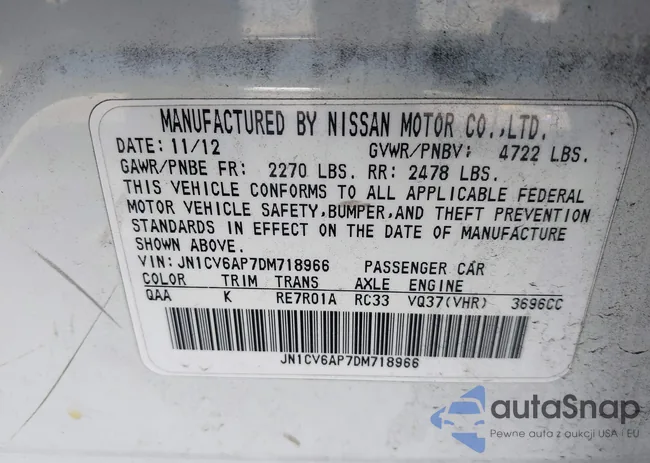 MANUFACTURED BY NISSAN MOTOR CO.,LTD.
DATE: 11/12 GVWR/PNBV: 4722 LBS.
GAWR/PNBE FR: 2270 LBS. RR: 2478 LBS.
THIS VEHICLE CONFORMS TO ALL APPLICABLE FEDERAL
MOTOR VEHICLE SAFETY,BUMPER,AND THEFT PREVENTION
STANDARDS IN EFFECT ON THE DATE OF MANUFACTURE
SHOWN ABOVE.
VIN: JN1CV6AP7DM718966 PASSENGER CAR
COLOR TRIM TRANS AXLE ENGINE
QAA K RE7R01A RC33 VQ37(VHR) 3696CC
JN1CV6AP7DM718966
autaSnap
Pewne auta z aukcji USA i EU